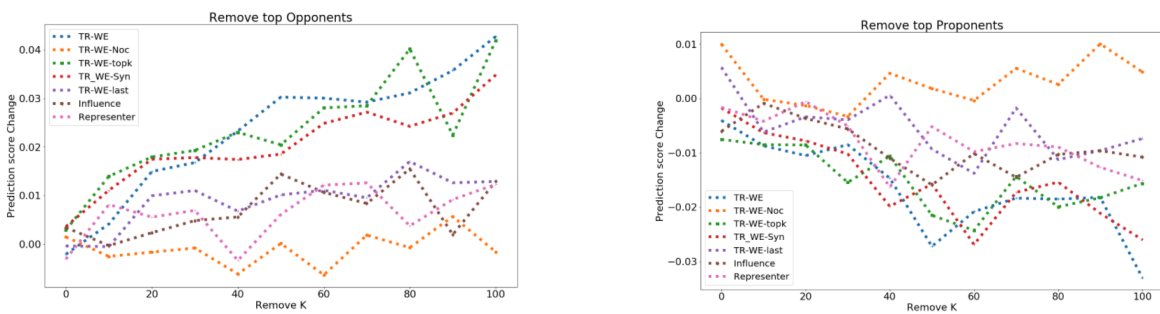 Remove top Opponents
Prediction score Change
0.04
0.03
0.02
0.01
0.00
TR-WE
TR-WE-Noc
TR-WE-topk
TR_WE-Syn
TR-WE-last
Influence
Representer
0 20 40 60 80 100
Remove K
Remove top Proponents
Prediction score Change
0.01
0.00
−0.01
−0.02
−0.03
TR-WE
TR-WE-Noc
TR-WE-topk
TR_WE-Syn
TR-WE-last
Influence
Representer
0 20 40 60 80 100
Remove K